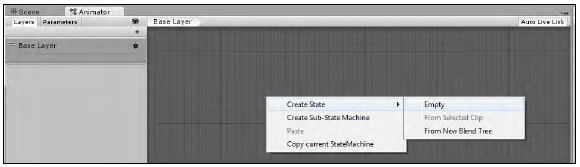 Scene Animator
Layers Parameters Base Layer Auto Live Link
Base Layer
Create State Empty
Create Sub-State Machine From Selected Clip
Paste From New Blend Tree
Copy current StateMachine